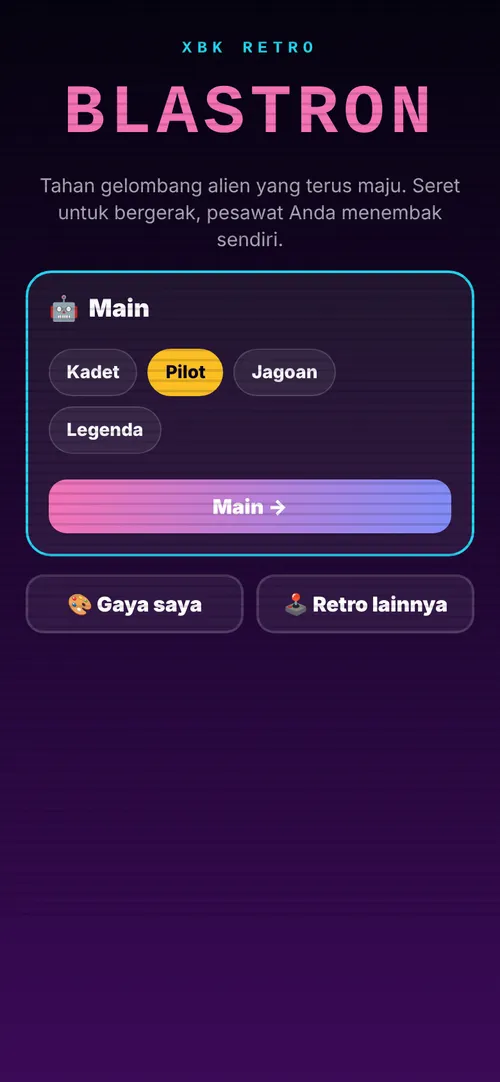 XBK RETRO
BLASTRON
Tahan gelombang alien yang terus maju. Seret
untuk bergerak, pesawat Anda menembak
sendiri.
Main
Kadet Pilot Jagoan
Legenda
Main →
Gaya saya Retro lainnya